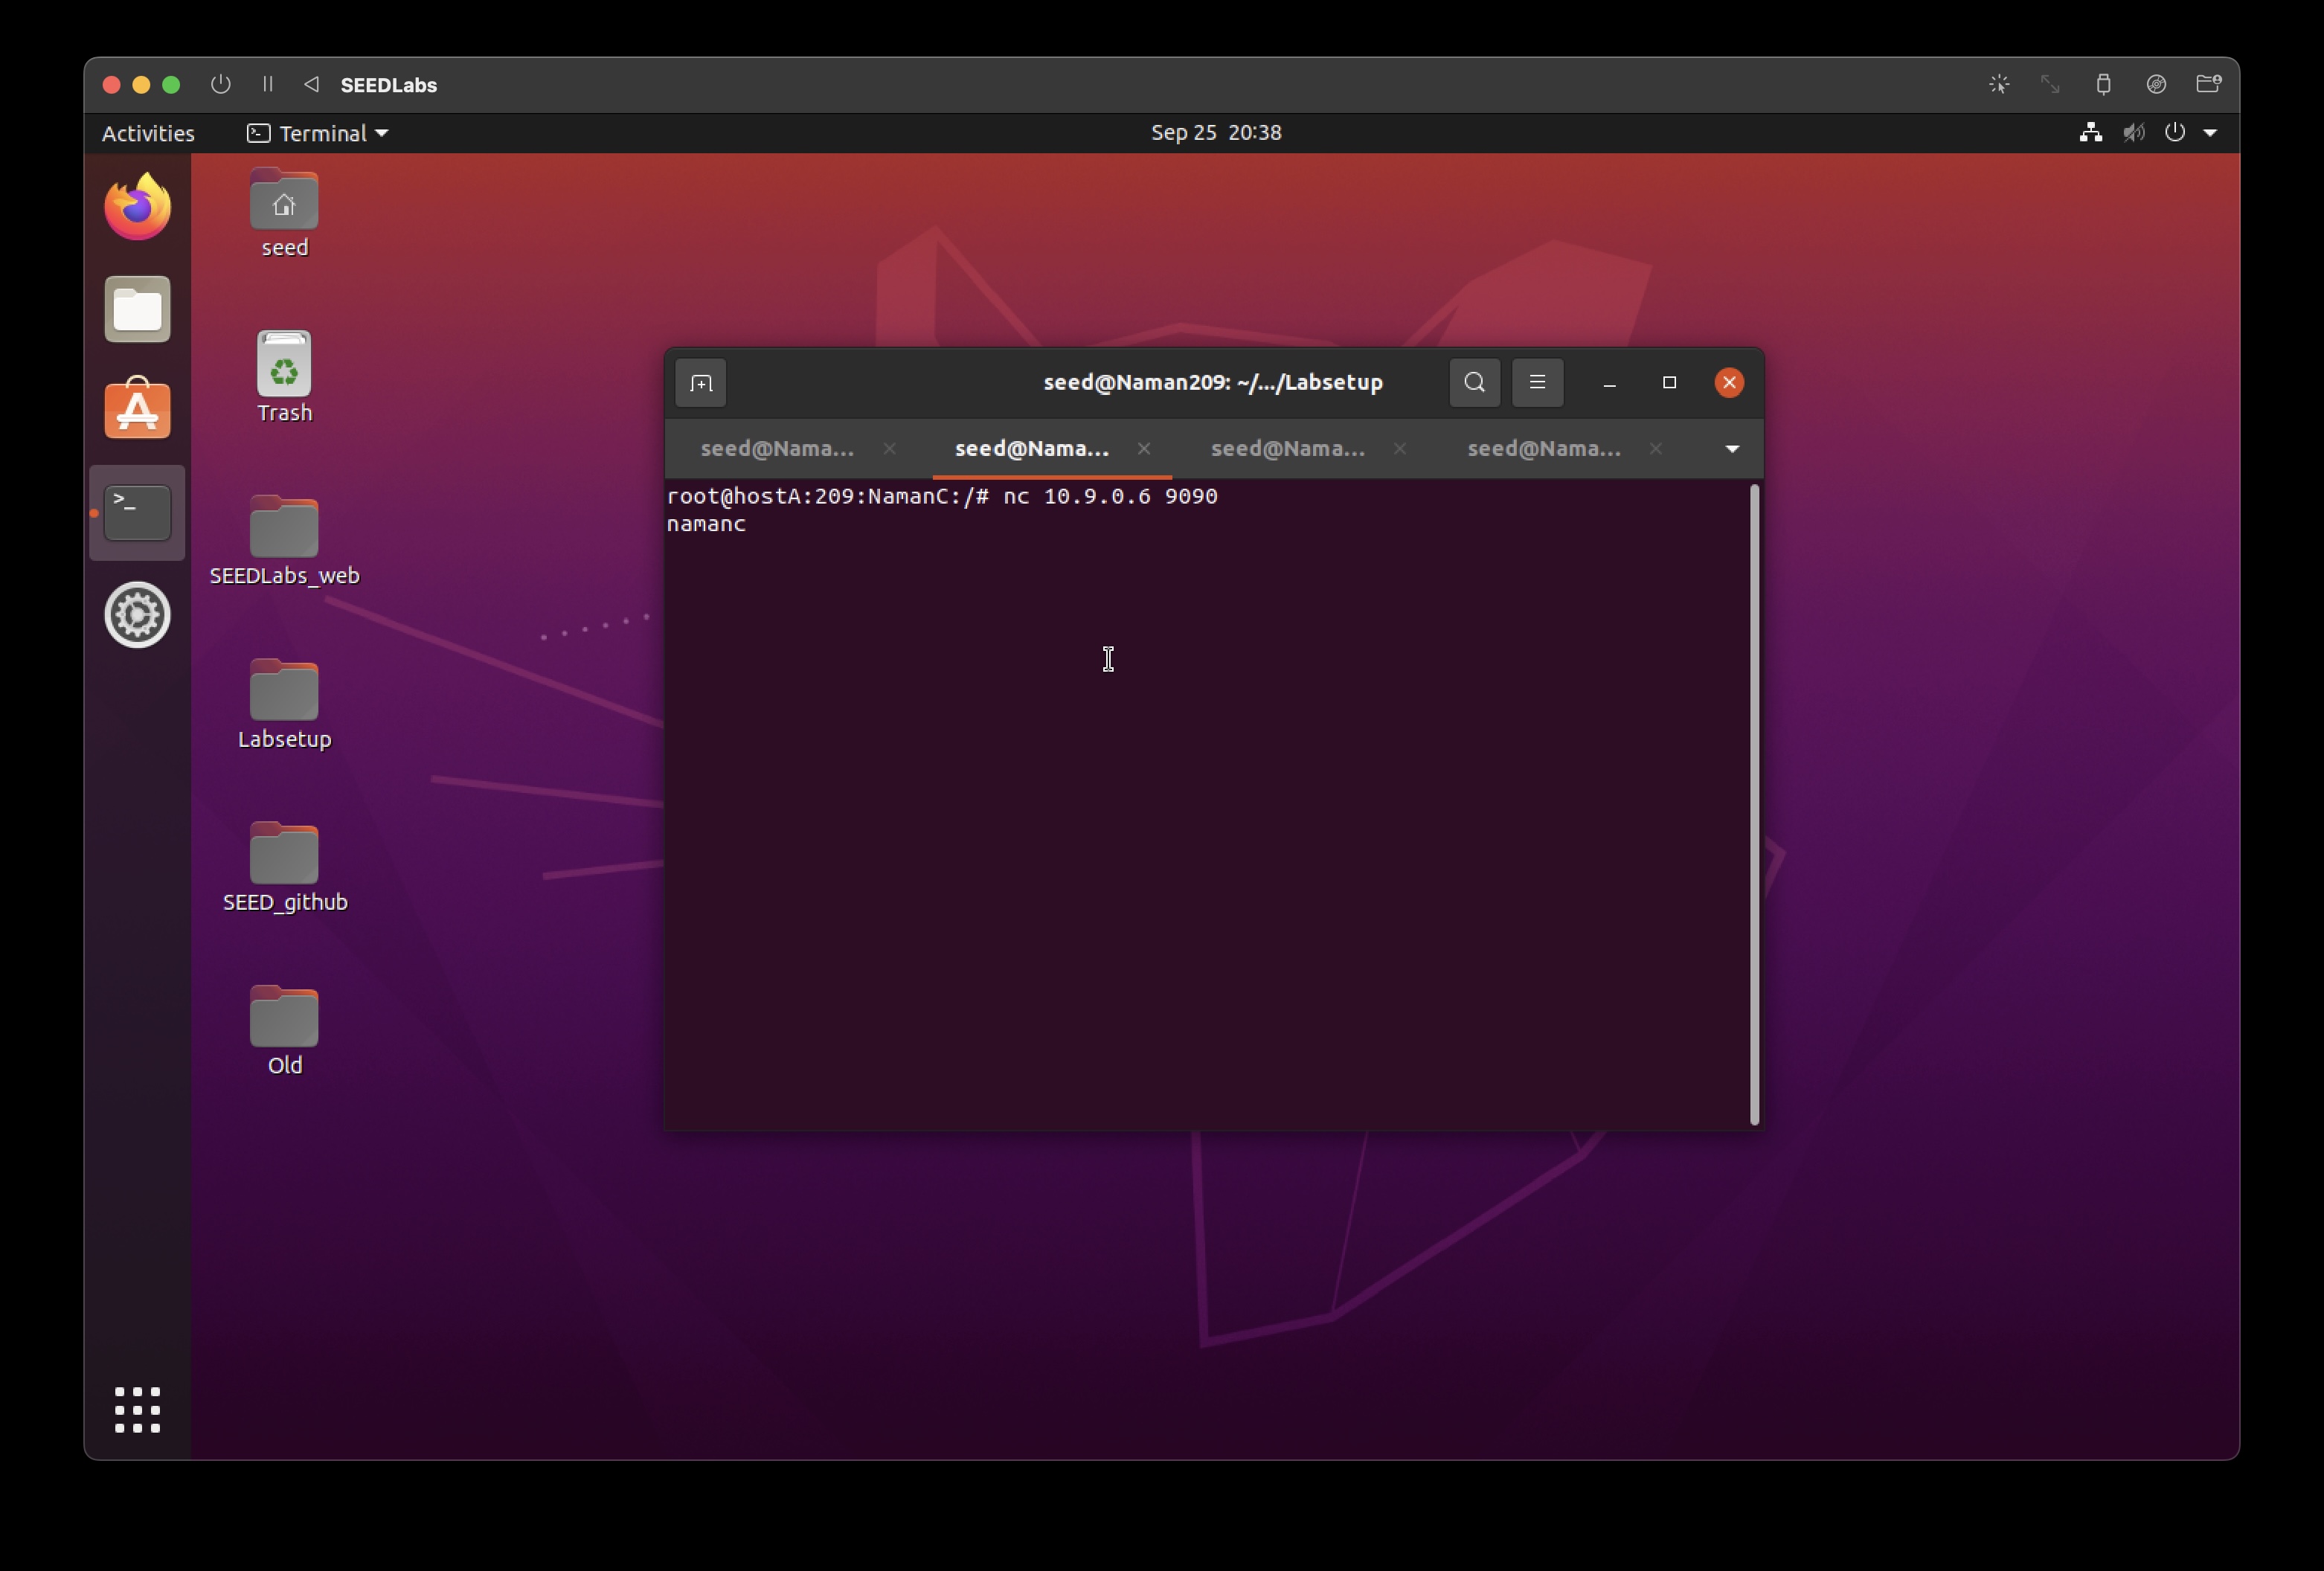 SEEDLabs
Activities
Terminal
Sep 25 20:38
seed
Trash
SEEDLabs_web
Labsetup
SEED_github
Old
seed@Naman209: ~/.../Labsetup
seed@Nama...
seed@Nama...
seed@Nama...
seed@Nama...
root@hostA:209:NamanC:/# nc 10.9.0.6 9090
namanc